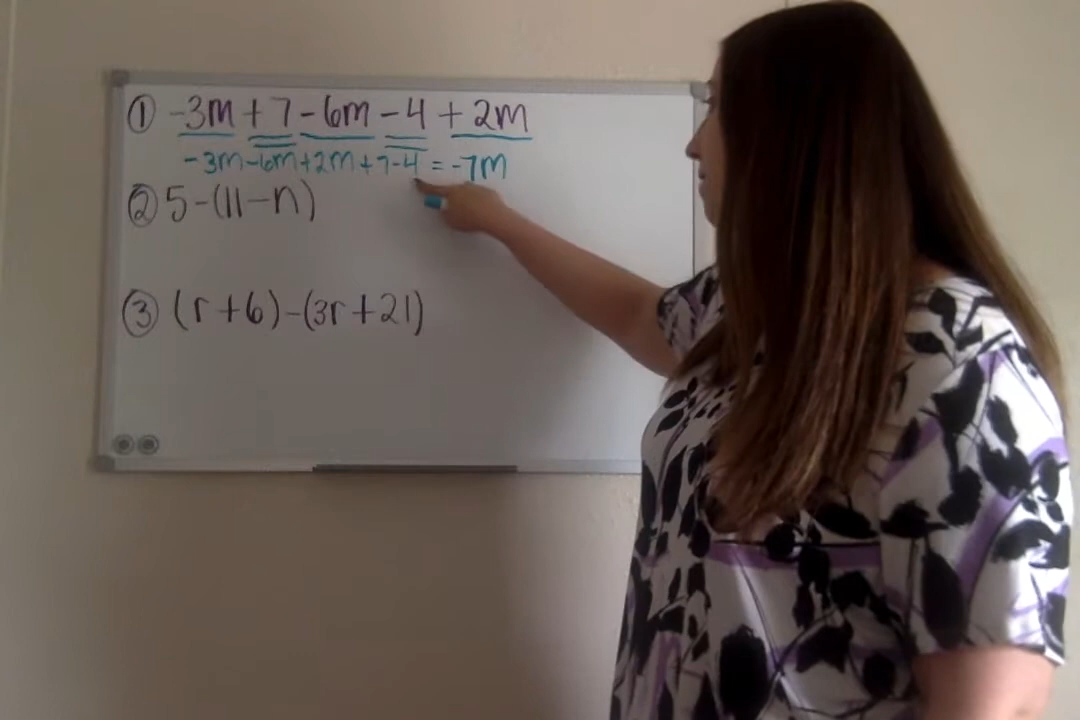 ① -3m + 7 - 6m - 4 + 2m
-3m-6m+2m+7-4 = -7m
② 5-(11-n)
③ (r+6)-(3r+21)